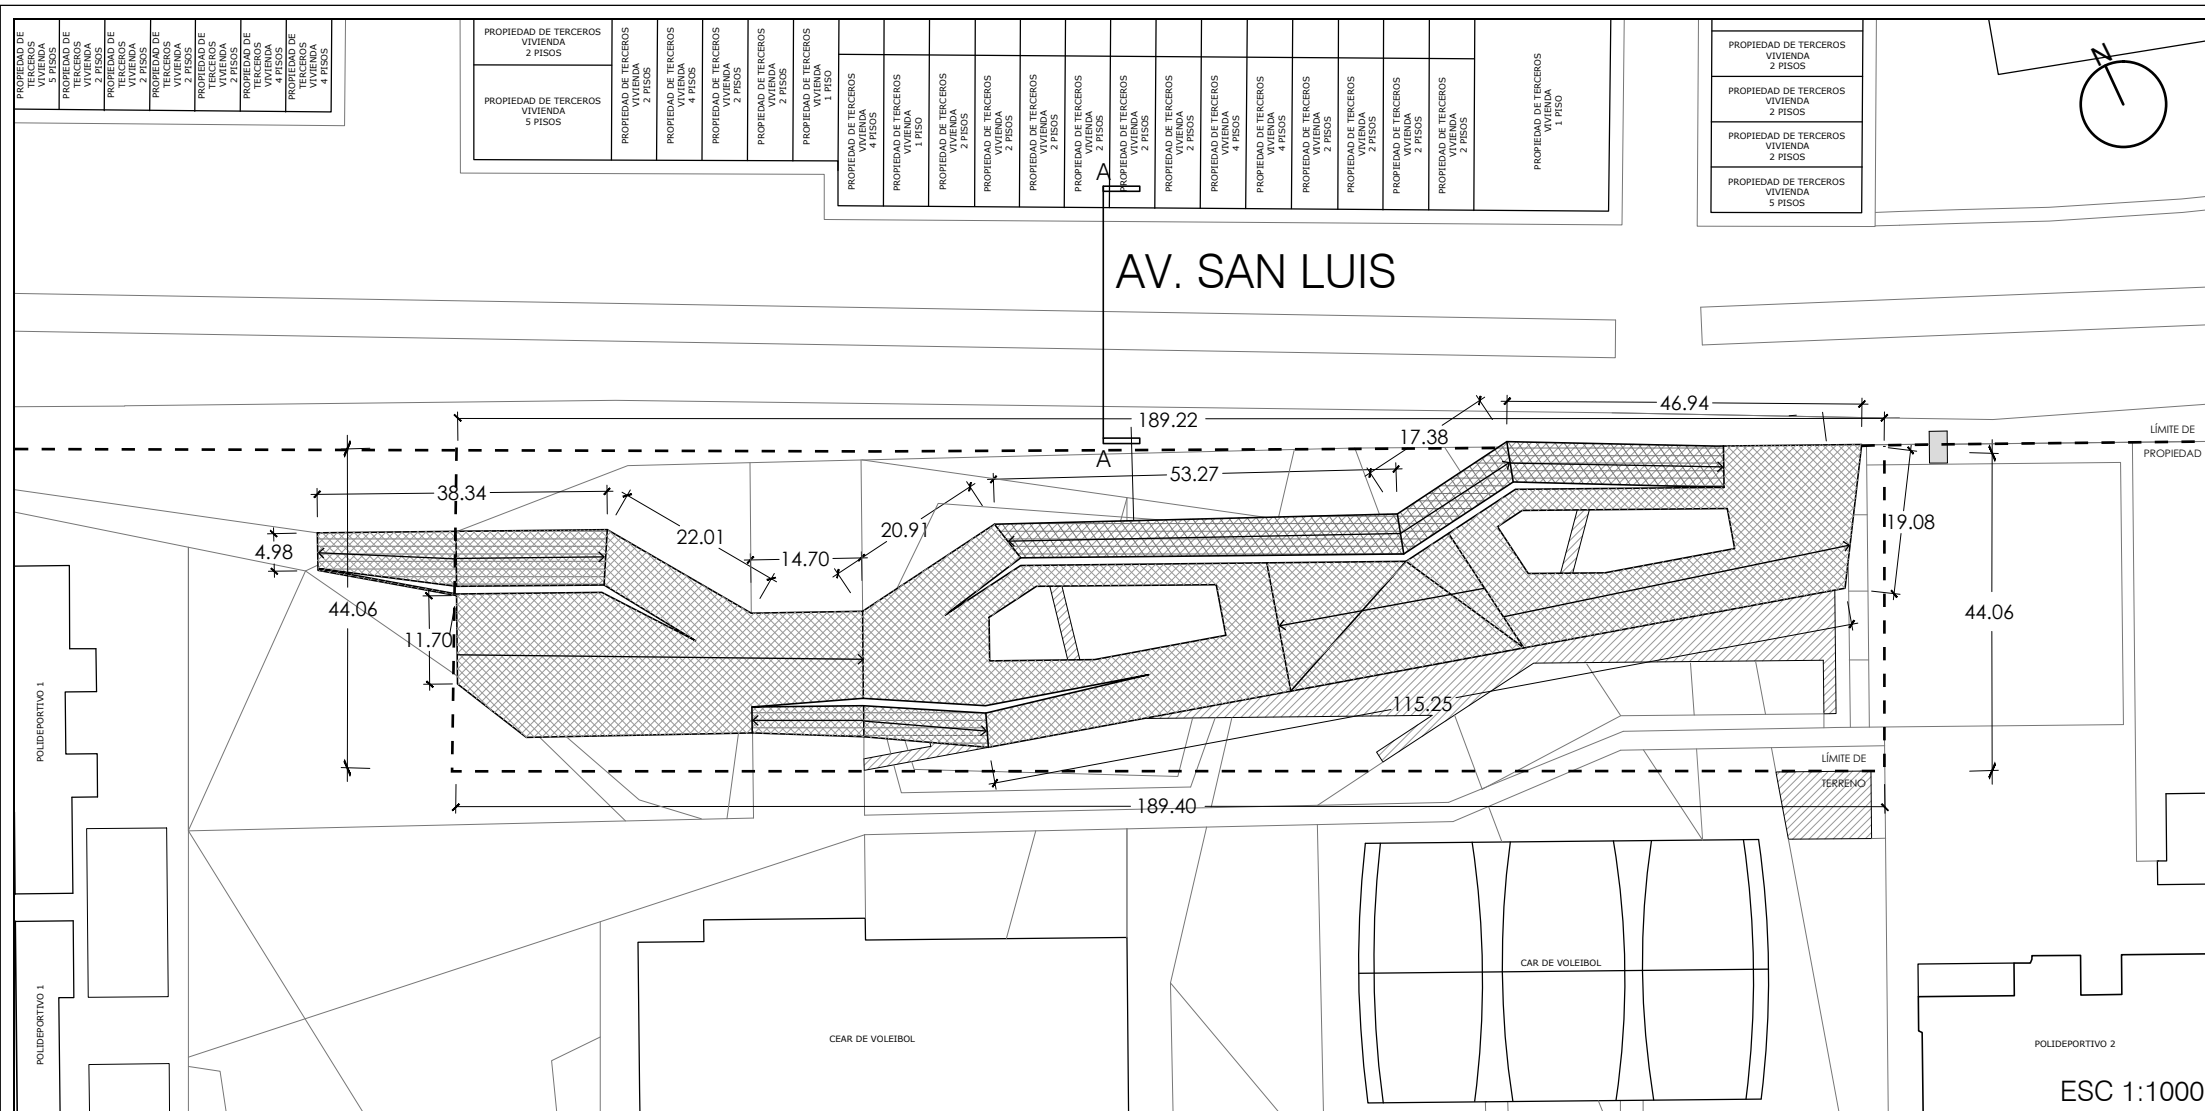 PROPIEDAD DE
TERCEROS
VIVIENDA
5 PISOS
PROPIEDAD DE
TERCEROS
VIVIENDA
2 PISOS
PROPIEDAD DE
TERCEROS
VIVIENDA
2 PISOS
PROPIEDAD DE
TERCEROS
VIVIENDA
2 PISOS
PROPIEDAD DE
TERCEROS
VIVIENDA
2 PISOS
PROPIEDAD DE
TERCEROS
VIVIENDA
4 PISOS
PROPIEDAD DE
TERCEROS
VIVIENDA
4 PISOS
PROPIEDAD DE TERCEROS
VIVIENDA
2 PISOS
PROPIEDAD DE TERCEROS
VIVIENDA
5 PISOS
PROPIEDAD DE TERCEROS
VIVIENDA
2 PISOS
PROPIEDAD DE TERCEROS
VIVIENDA
4 PISOS
PROPIEDAD DE TERCEROS
VIVIENDA
2 PISOS
PROPIEDAD DE TERCEROS
VIVIENDA
2 PISOS
PROPIEDAD DE TERCEROS
VIVIENDA
1 PISO
PROPIEDAD DE TERCEROS
VIVIENDA
4 PISOS
PROPIEDAD DE TERCEROS
VIVIENDA
1 PISO
PROPIEDAD DE TERCEROS
VIVIENDA
2 PISOS
PROPIEDAD DE TERCEROS
VIVIENDA
2 PISOS
PROPIEDAD DE TERCEROS
VIVIENDA
2 PISOS
PROPIEDAD DE TERCEROS
VIVIENDA
2 PISOS
PROPIEDAD DE TERCEROS
VIVIENDA
2 PISOS
PROPIEDAD DE TERCEROS
VIVIENDA
2 PISOS
PROPIEDAD DE TERCEROS
VIVIENDA
4 PISOS
PROPIEDAD DE TERCEROS
VIVIENDA
4 PISOS
PROPIEDAD DE TERCEROS
VIVIENDA
2 PISOS
PROPIEDAD DE TERCEROS
VIVIENDA
2 PISOS
PROPIEDAD DE TERCEROS
VIVIENDA
2 PISOS
PROPIEDAD DE TERCEROS
VIVIENDA
2 PISOS
PROPIEDAD DE TERCEROS
VIVIENDA
1 PISO
PROPIEDAD DE TERCEROS
VIVIENDA
2 PISOS
PROPIEDAD DE TERCEROS
VIVIENDA
2 PISOS
PROPIEDAD DE TERCEROS
VIVIENDA
2 PISOS
PROPIEDAD DE TERCEROS
VIVIENDA
5 PISOS
N
A
AV. SAN LUIS
46.94
189.22
17.38
LÍMITE DE
PROPIEDAD
A
53.27
38.34
22.01
20.91
19.08
4.98
14.70
44.06
44.06
11.70
115.25
LÍMITE DE
TERRENO
189.40
POLIDEPORTIVO 1
POLIDEPORTIVO 1
CAR DE VOLEIBOL
CEAR DE VOLEIBOL
POLIDEPORTIVO 2
ESC 1:1000